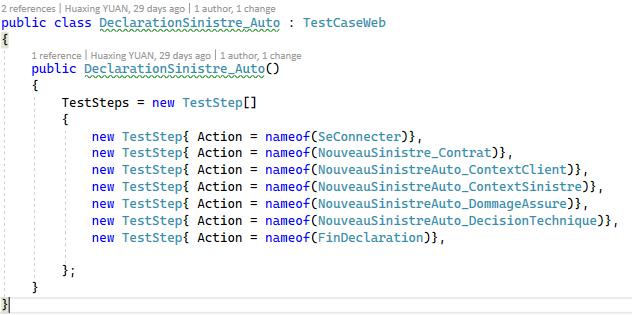 2 references | Huaxing YUAN, 29 days ago | 1 author, 1 change
public class DeclarationSinistre_Auto : TestCaseWeb
{
1 reference | Huaxing YUAN, 29 days ago | 1 author, 1 change
public DeclarationSinistre_Auto()
{
TestSteps = new TestStep[]
{
new TestStep{ Action = nameof(SeConnecter)},
new TestStep{ Action = nameof(NouveauSinistre_Contrat)},
new TestStep{ Action = nameof(NouveauSinistreAuto_ContextClient)},
new TestStep{ Action = nameof(NouveauSinistreAuto_ContextSinistre)},
new TestStep{ Action = nameof(NouveauSinistreAuto_DommageAssure)},
new TestStep{ Action = nameof(NouveauSinistreAuto_DecisionTechnique)},
new TestStep{ Action = nameof(FinDeclaration)},
};
}
}